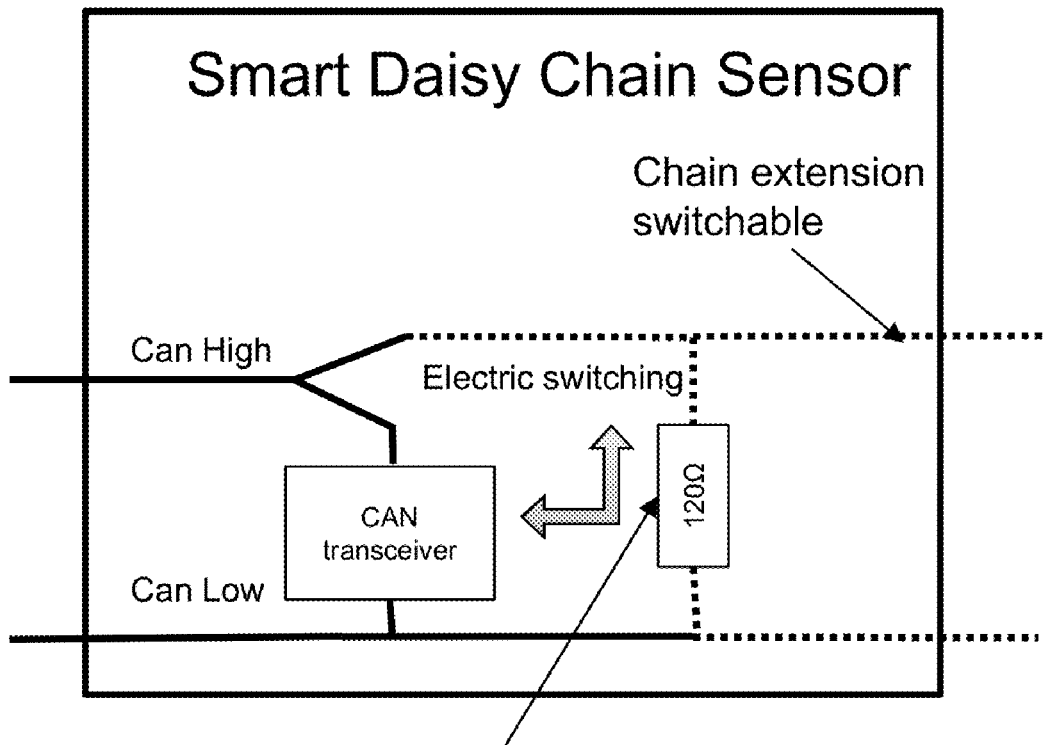 Smart Daisy Chain Sensor
Chain extension
switchable
Can High
Electric switching
120Ω
CAN
transceiver
Can Low